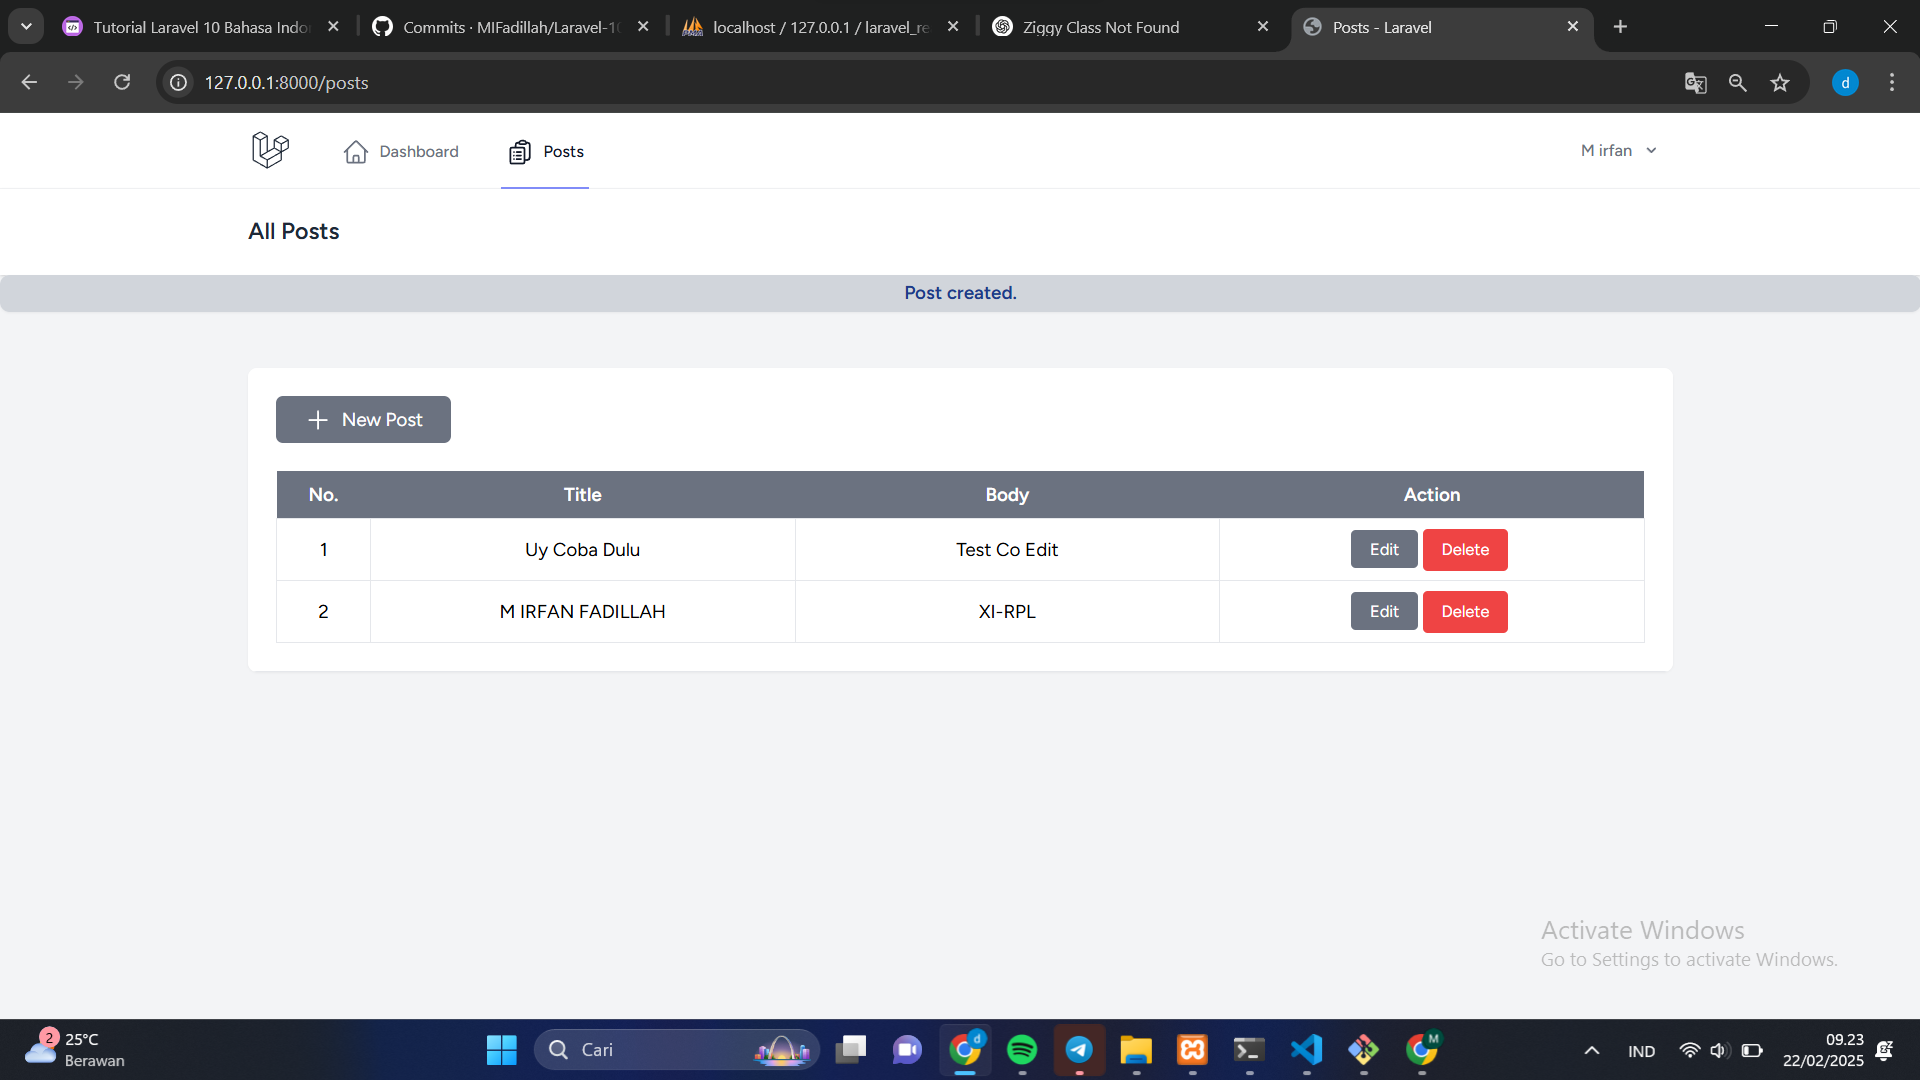 Tutorial Laravel 10 Bahasa Indo
Commits · MIFadillah/Laravel-10
localhost / 127.0.0.1 / laravel_re
Ziggy Class Not Found
Posts - Laravel
127.0.0.1:8000/posts
d
Dashboard
Posts
M irfan
All Posts
Post created.
New Post
No. Title Body Action
1 Uy Coba Dulu Test Co Edit Edit Delete
2 M IRFAN FADILLAH XI-RPL Edit Delete
Activate Windows
Go to Settings to activate Windows.
2
25°C
Berawan
Cari
d
M
IND
09.23
22/02/2025